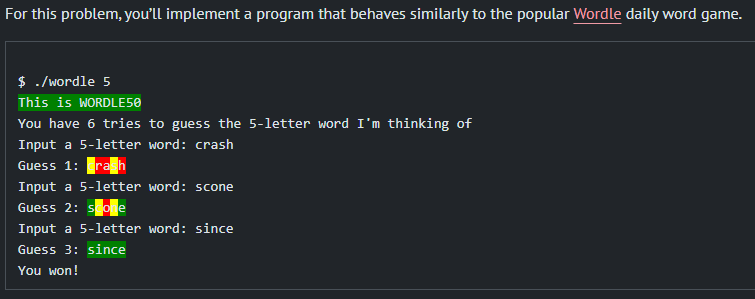 For this problem, you'll implement a program that behaves similarly to the popular Wordle daily word game.
$ ./wordle 5
This is WORDLE50
You have 6 tries to guess the 5-letter word I'm thinking of
Input a 5-letter word: crash
Guess 1: crash
Input a 5-letter word: scone
Guess 2: scone
Input a 5-letter word: since
Guess 3: since
You won!